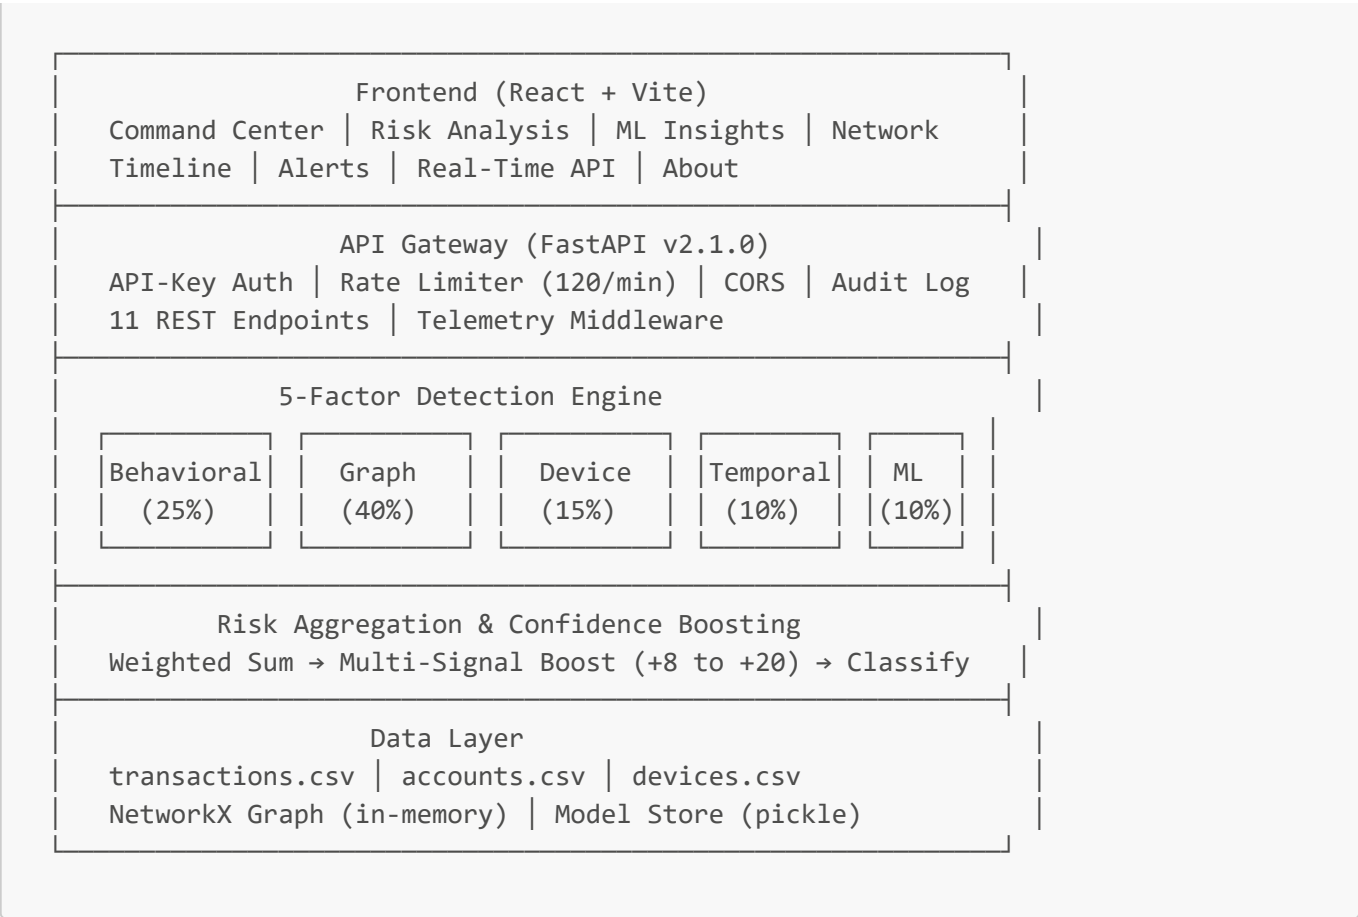 Frontend (React + Vite)
Command Center │ Risk Analysis │ ML Insights │ Network
Timeline │ Alerts │ Real-Time API │ About
API Gateway (FastAPI v2.1.0)
API-Key Auth │ Rate Limiter (120/min) │ CORS │ Audit Log
11 REST Endpoints │ Telemetry Middleware
5-Factor Detection Engine
Behavioral Graph Device Temporal ML
(25%) (40%) (15%) (10%) (10%)
Risk Aggregation & Confidence Boosting
Weighted Sum → Multi-Signal Boost (+8 to +20) → Classify
Data Layer
transactions.csv │ accounts.csv │ devices.csv
NetworkX Graph (in-memory) │ Model Store (pickle)